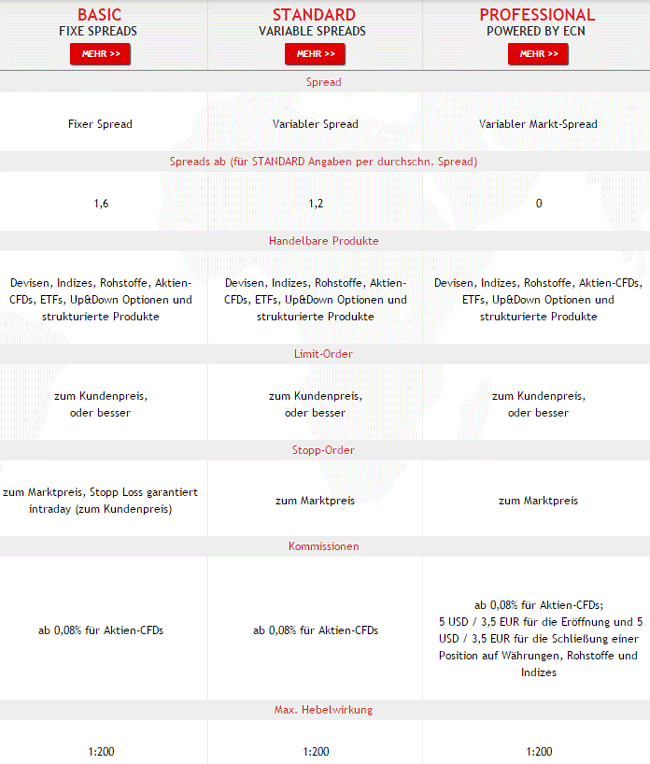 BASIC
FIXE SPREADS
MEHR >>
STANDARD
VARIABLE SPREADS
MEHR >>
PROFESSIONAL
POWERED BY ECN
MEHR >>
Spread
Fixer Spread
Variabler Spread
Variabler Markt-Spread
Spreads ab (für STANDARD Angaben per durchschn. Spread)
1,6
1,2
0
Handelbare Produkte
Devisen, Indizes, Rohstoffe, Aktien-
CFDs, ETFs, Up&Down Optionen und
strukturierte Produkte
Devisen, Indizes, Rohstoffe, Aktien-
CFDs, ETFs, Up&Down Optionen und
strukturierte Produkte
Devisen, Indizes, Rohstoffe, Aktien-CFDs,
ETFs, Up&Down Optionen und
strukturierte Produkte
Limit-Order
zum Kundenpreis,
oder besser
zum Kundenpreis,
oder besser
zum Kundenpreis,
oder besser
Stopp-Order
zum Marktpreis, Stopp Loss garantiert
intraday (zum Kundenpreis)
zum Marktpreis
zum Marktpreis
Kommissionen
ab 0,08% für Aktien-CFDs
ab 0,08% für Aktien-CFDs
ab 0,08% für Aktien-CFDs;
5 USD / 3,5 EUR für die Eröffnung und 5
USD / 3,5 EUR für die Schließung einer
Position auf Währungen, Rohstoffe und
Indizes
Max. Hebelwirkung
1:200
1:200
1:200